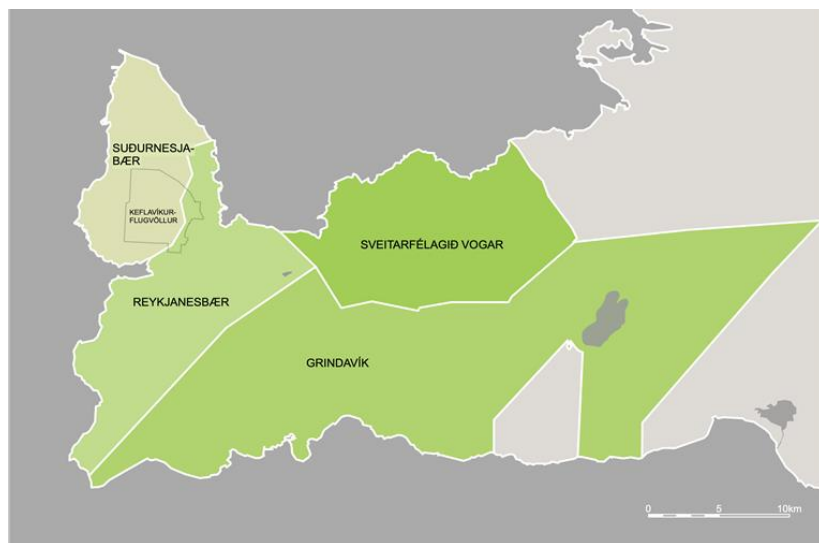 SUÐURNESJA-
BÆR
KEFLAVÍKUR-
FLUGVÖLLUR
SVEITARFÉLAGIÐ VOGAR
REYKJANESBÆR
GRINDAVÍK
0 5 10km